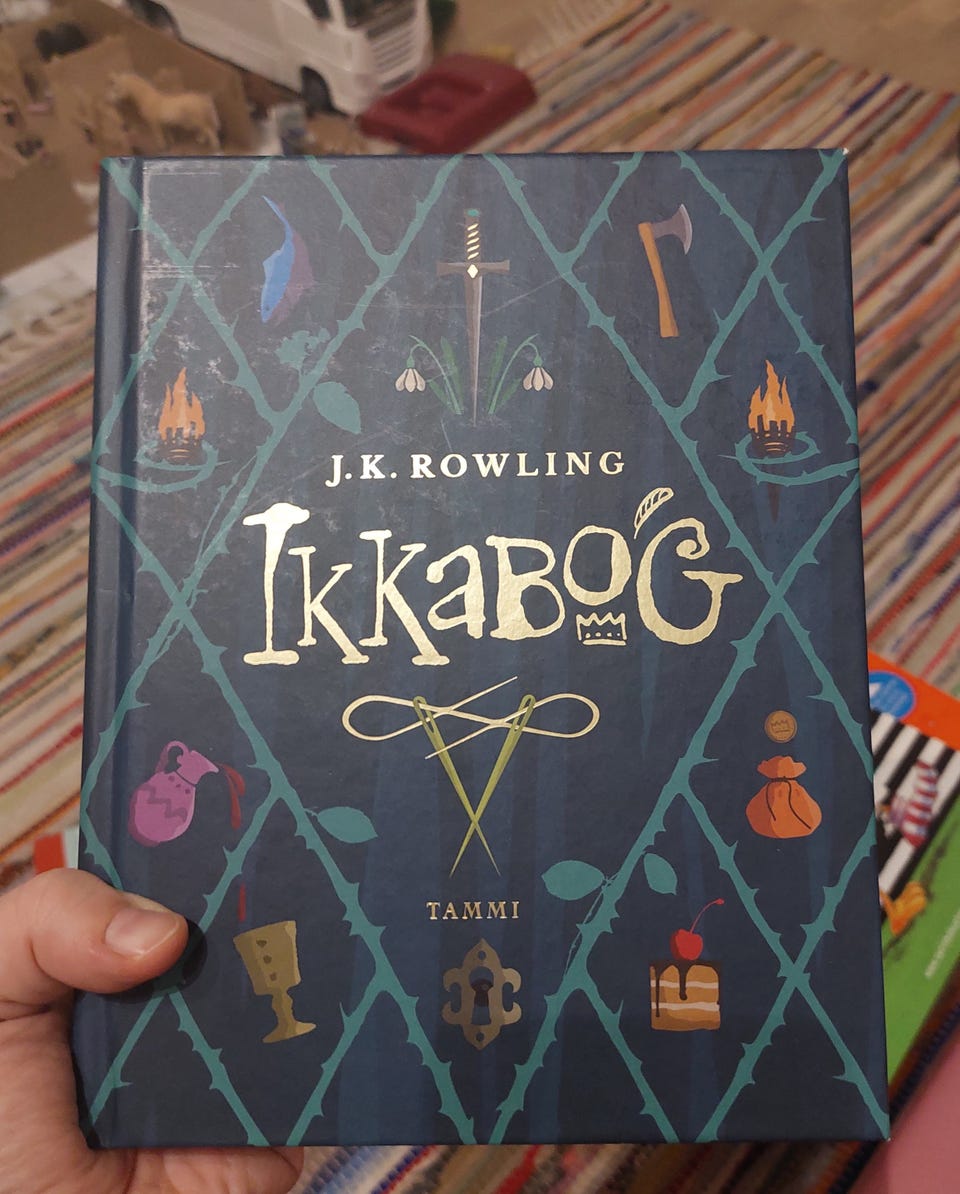 J.K. ROWLING
IKKABOG
TAMMI